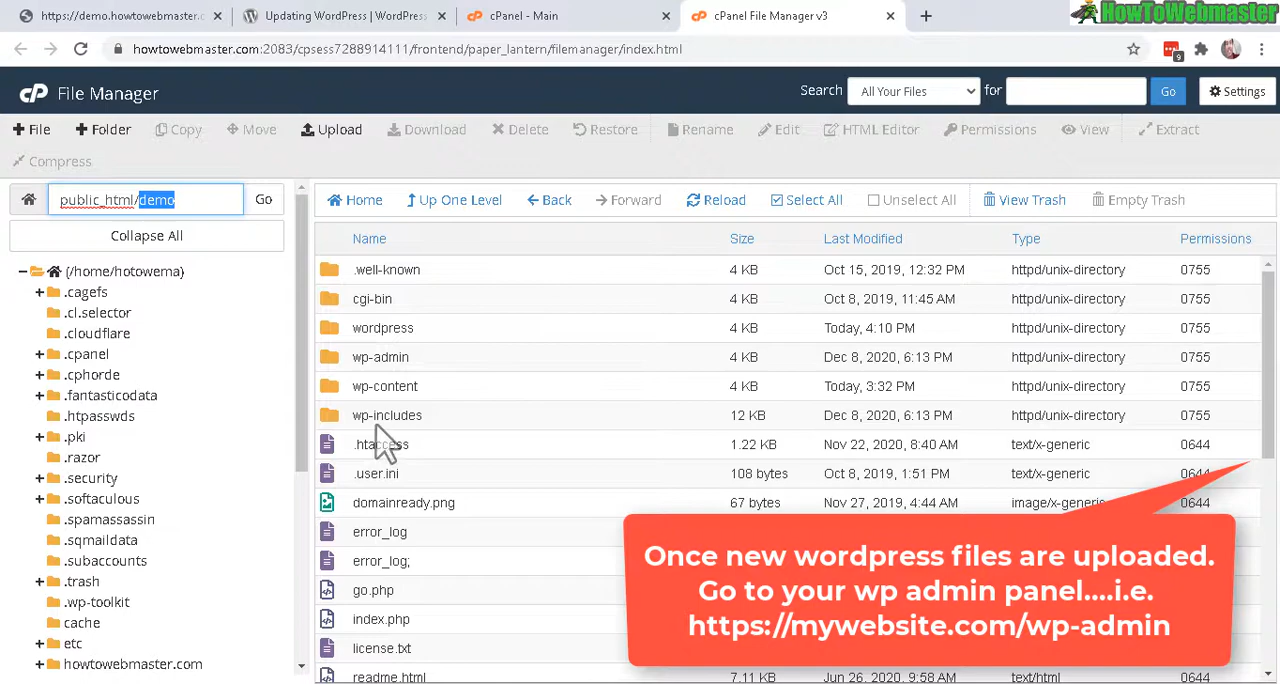 https://demo.howtowebmaster.c
Updating WordPress
cPanel File Manager v3
HowToWebmaster
howtowebmaster.com:2083/cpsess7288914111/frontend/paper_lantern/filemanager/index.html
9
cP File Manager
Search All Your Files for Go Settings
File Folder Copy Move Upload Download Delete Restore Rename Edit HTML Editor Permissions View Extract
Compress
public_html/demo Go
Home Up One Level Back Forward Reload Select All Unselect All View Trash Empty Trash
Collapse All
(/home/hotowema)
.cagefs
.cl.selector
.cloudflare
.cpanel
.cphorde
.fantasticodata
.htpasswds
.pki
.razor
.security
.softaculous
.spamassassin
.sqmaildata
.subaccounts
.trash
.wp-toolkit
cache
etc
howtowebmaster.com
Name Size Last Modified Type Permissions
.well-known 4 KB Oct 15, 2019, 12:32 PM httpd/unix-directory 0755
cgi-bin 4 KB Oct 8, 2019, 11:45 AM httpd/unix-directory 0755
wordpress 4 KB Today, 4:10 PM httpd/unix-directory 0755
wp-admin 4 KB Dec 8, 2020, 6:13 PM httpd/unix-directory 0755
wp-content 4 KB Today, 3:32 PM httpd/unix-directory 0755
wp-includes 12 KB Dec 8, 2020, 6:13 PM httpd/unix-directory 0755
.htaccess 1.22 KB Nov 22, 2020, 8:40 AM text/x-generic 0644
.user.ini 108 bytes Oct 8, 2019, 1:51 PM text/x-generic 0644
67 bytes Nov 27, 2019, 4:44 AM image/x-generic
error_log
error_log,
index.php
license.txt
readme.html 7.11 KB Jun 26, 2020, 9:58 AM text/html 0644
Once new wordpress files are uploaded.
Go to your wp admin panel....i.e.
https://mywebsite.com/wp-admin